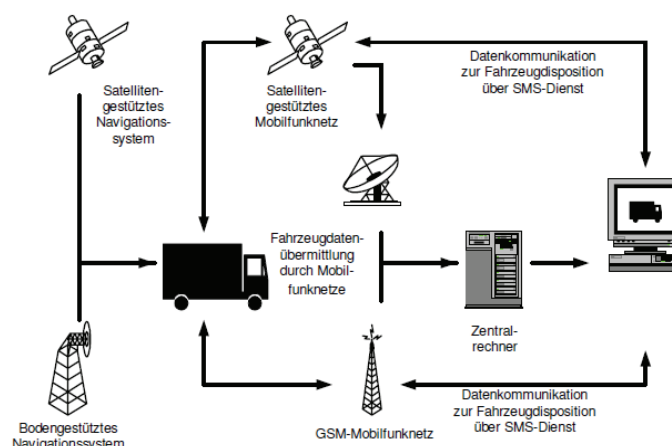 Satelliten-
gestütztes
Navigations-
system
Satelliten-
gestütztes
Mobilfunknetz
Datenkommunikation
zur Fahrzeugdisposition
über SMS-Dienst
Fahrzeugdaten-
übermittlung
durch Mobil-
funknetze
Zentral-
rechner
Bodengestütztes
Navigationssystem
GSM-Mobilfunknetz
Datenkommunikation
zur Fahrzeugdisposition
über SMS-Dienst